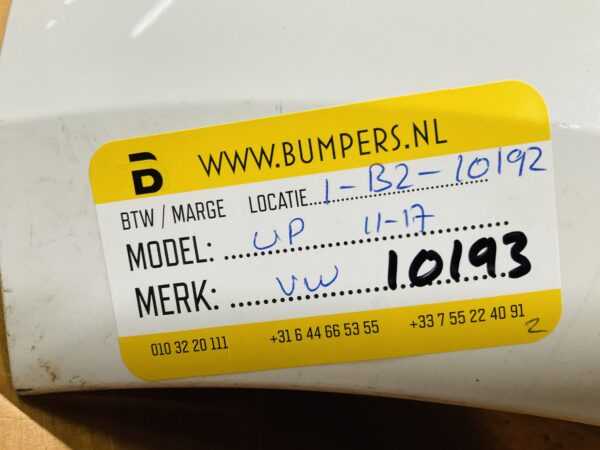 WWW.BUMPERS.NL
BTW / MARGE LOCATIE 1-B2-10192
MODEL: UP 11-17
MERK: VW 10193
010 32 20 111 +31 6 44 66 53 55 +33 7 55 22 40 91
2